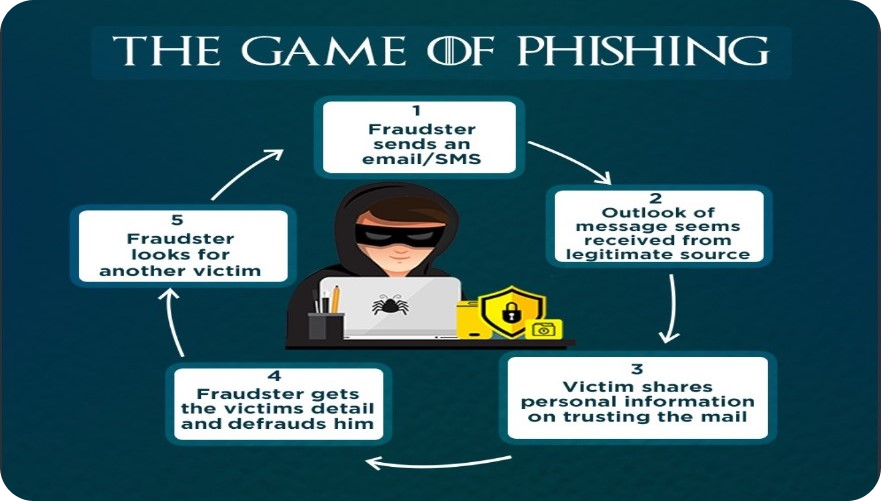 THE GAME OF PHISHING
1
Fraudster
sends an
email/SMS
2
Outlook of
message seems
received from
legitimate source
3
Victim shares
personal information
on trusting the mail
4
Fraudster gets
the victims detail
and defrauds him
5
Fraudster
looks for
another victim